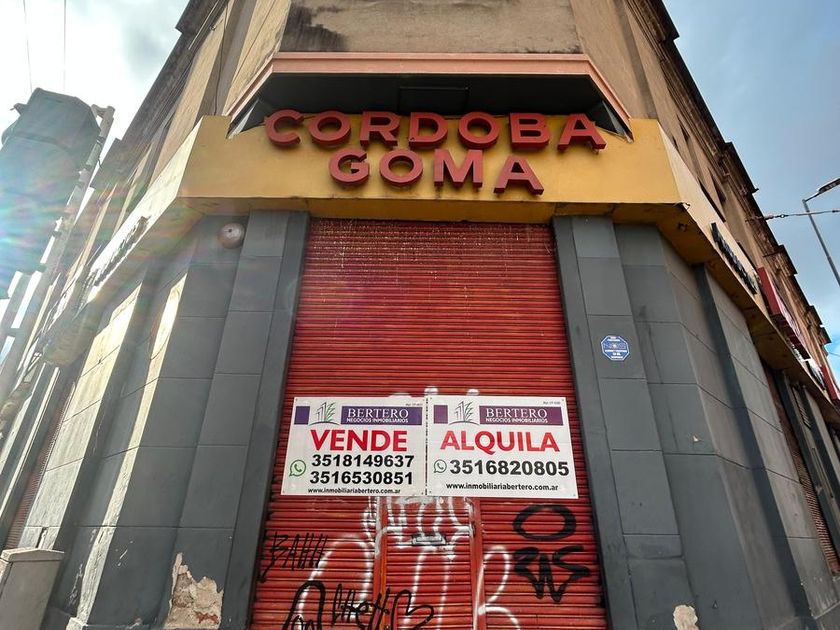 CORDOBA
GOMA
BERTERO
NEGOCIOS INMOBILIARIOS
VENDE
3518149637
3516530851
www.inmobiliariabertero.com.ar
BERTERO
NEGOCIOS INMOBILIARIOS
ALQUILA
3516820805
www.inmobiliariabertero.com.ar